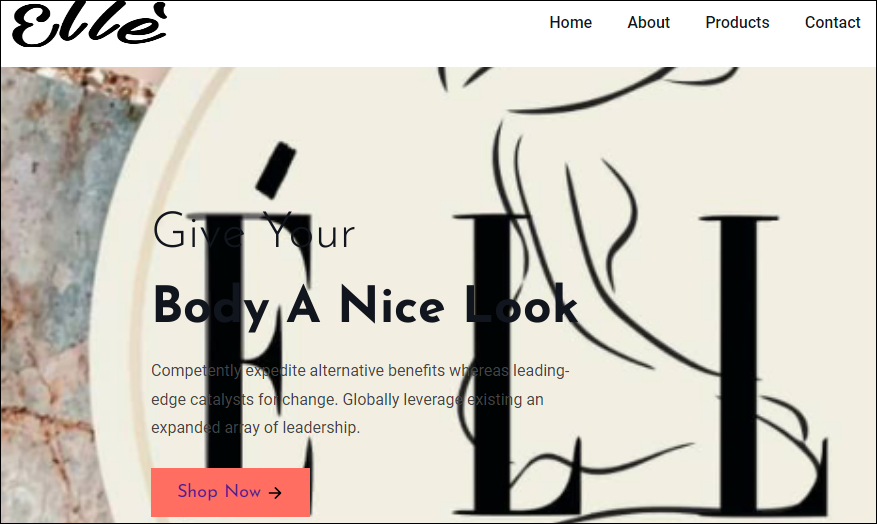 Ellè
Home About Products Contact
ÉLL
Give Your
Body A Nice Look
Competently expedite alternative benefits whereas leading-
edge catalysts for change. Globally leverage existing an
expanded array of leadership.
Shop Now →